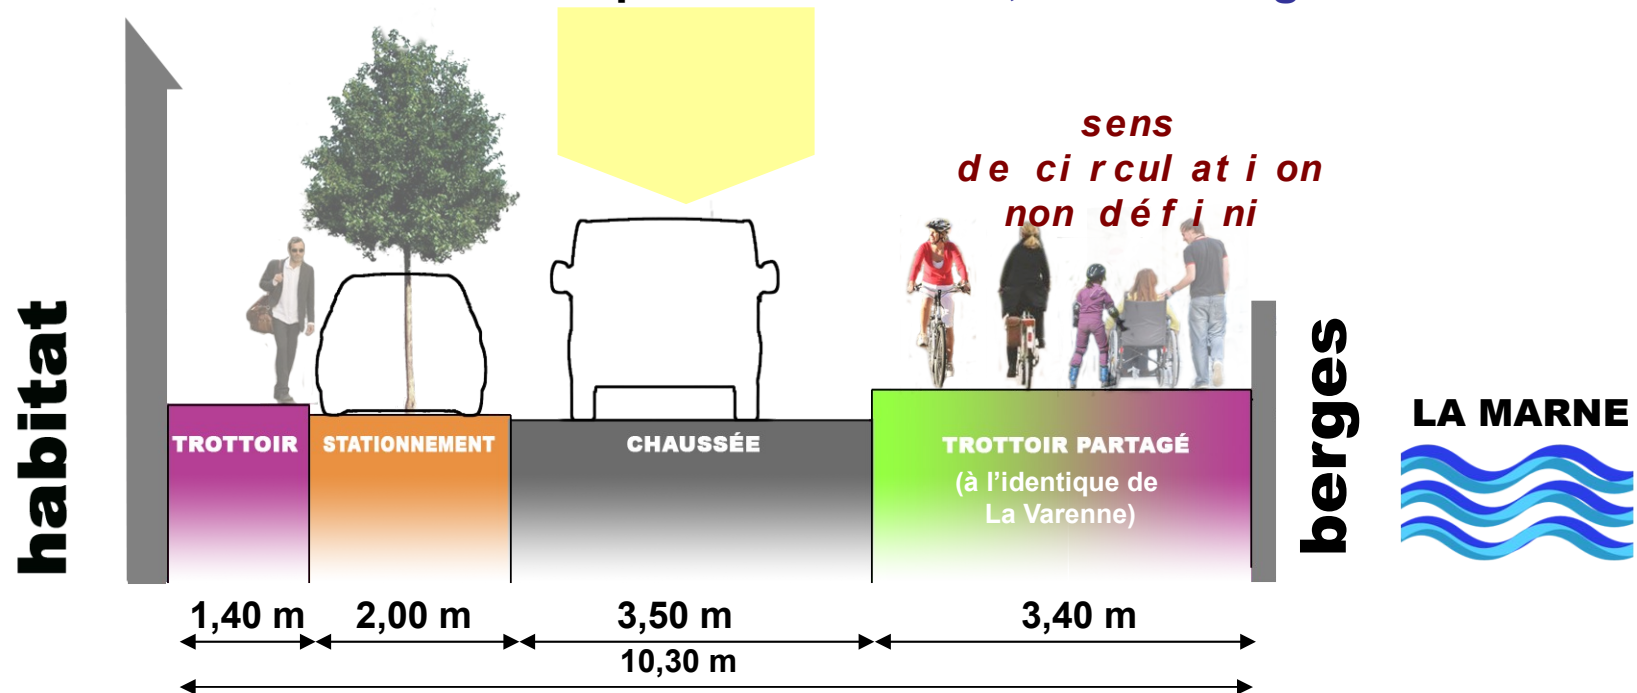 sens
de circulation
non défini
habitat
berges
LA MARNE
TROTTOIR
STATIONNEMENT
CHAUSSÉE
TROTTOIR PARTAGÉ
(à l'identique de
La Varenne)
1,40 m
2,00 m
3,50 m
3,40 m
10,30 m